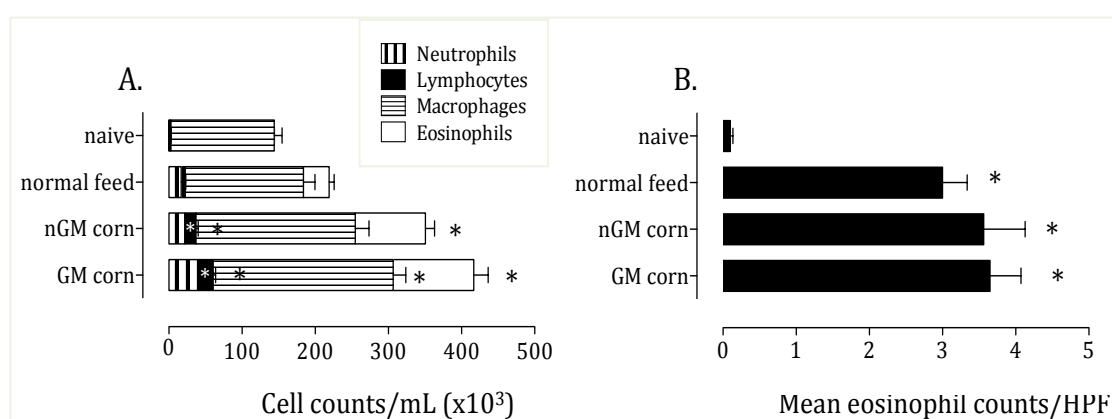 A.
Neutrophils
Lymphocytes
Macrophages
Eosinophils
naive
normal feed
nGM corn
* * *
GM corn
* * * *
0 100 200 300 400 500
Cell counts/mL (x10³)
B.
naive
normal feed
*
nGM corn
*
GM corn
*
0 1 2 3 4 5
Mean eosinophil counts/HPF